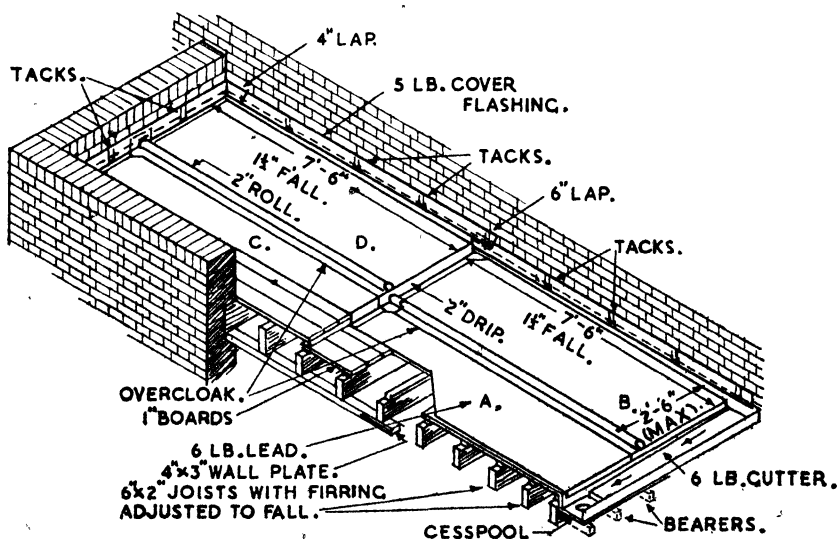 4" LAP.
TACKS.
5 LB. COVER
FLASHING.
TACKS.
7'-6"
1½" FALL.
2" ROLL.
6" LAP.
C.
D.
TACKS.
2" DRIP.
7'-6"
1½" FALL.
OVERCLOAK.
1" BOARDS
A.
B.
2'-6"
(MAX).
6 LB. LEAD.
4"×3" WALL PLATE.
6"×2" JOISTS WITH FIRRING
ADJUSTED TO FALL.
6 LB. GUTTER.
CESSPOOL
BEARERS.